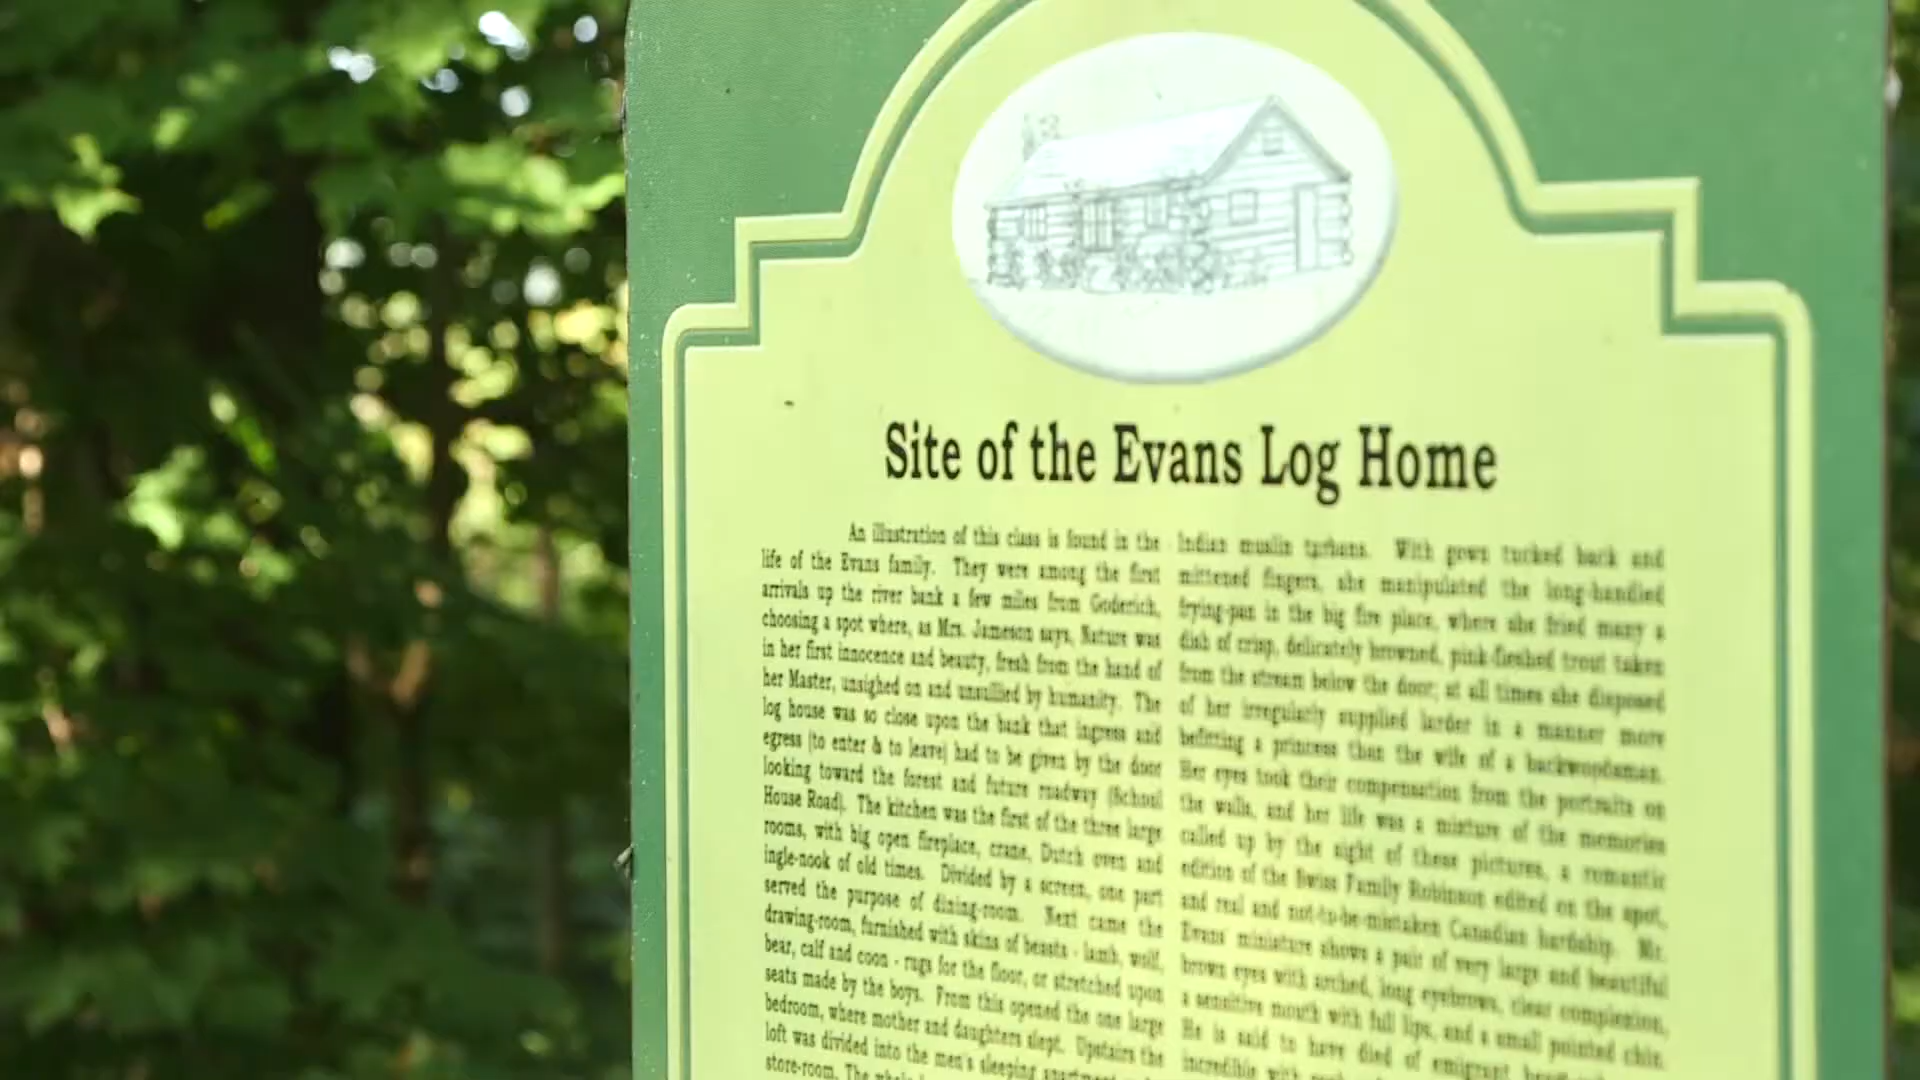 Site of the Evans Log Home
An illustration of this class is found in the
life of the Evans family. They were among the first
arrivals up the river bank a few miles from Goderich,
choosing a spot where, as Mrs. Jameson says, Nature was
in her first innocence and beauty, fresh from the hand of
her Master, unsighed on and unsullied by humanity. The
log house was so close upon the bank that ingress and
egress (to enter & to leave) had to be given by the door
looking toward the forest and future roadway (School
House Road). The kitchen was the first of the three large
rooms, with big open fireplace, crane, Dutch oven and
ingle-nook of old times. Divided by a screen, one part
served the purpose of dining-room. Next came the
drawing-room, furnished with skins of beasts - lamb, wolf,
bear, calf and coon - rugs for the floor, or stretched upon
seats made by the boys. From this opened the one large
bedroom, where mother and daughters slept. Upstairs the
loft was divided into the men's sleeping apartment
store-room. The whole
Indian muslin turbans. With gown tucked back and
mittened fingers, she manipulated the long-handled
frying-pan in the big fire place, where she fried many a
dish of crisp, delicately browned, pink-fleshed trout taken
from the stream below the door; at all times she disposed
of her irregularly supplied larder in a manner more
befitting a princess than the wife of a backwoodsman.
Her eyes took their compensation from the portraits on
the walls, and her life was a mixture of the memories
called up by the sight of these pictures, a romantic
edition of the Swiss Family Robinson edited on the spot,
and real and not-to-be-mistaken Canadian hardship. Mr.
Evans' miniature shows a pair of very large and beautiful
brown eyes with arched, long eyebrows, clear complexion,
a sensitive mouth with full lips, and a small pointed chin.
He is said to have died of emigrant
incredible with